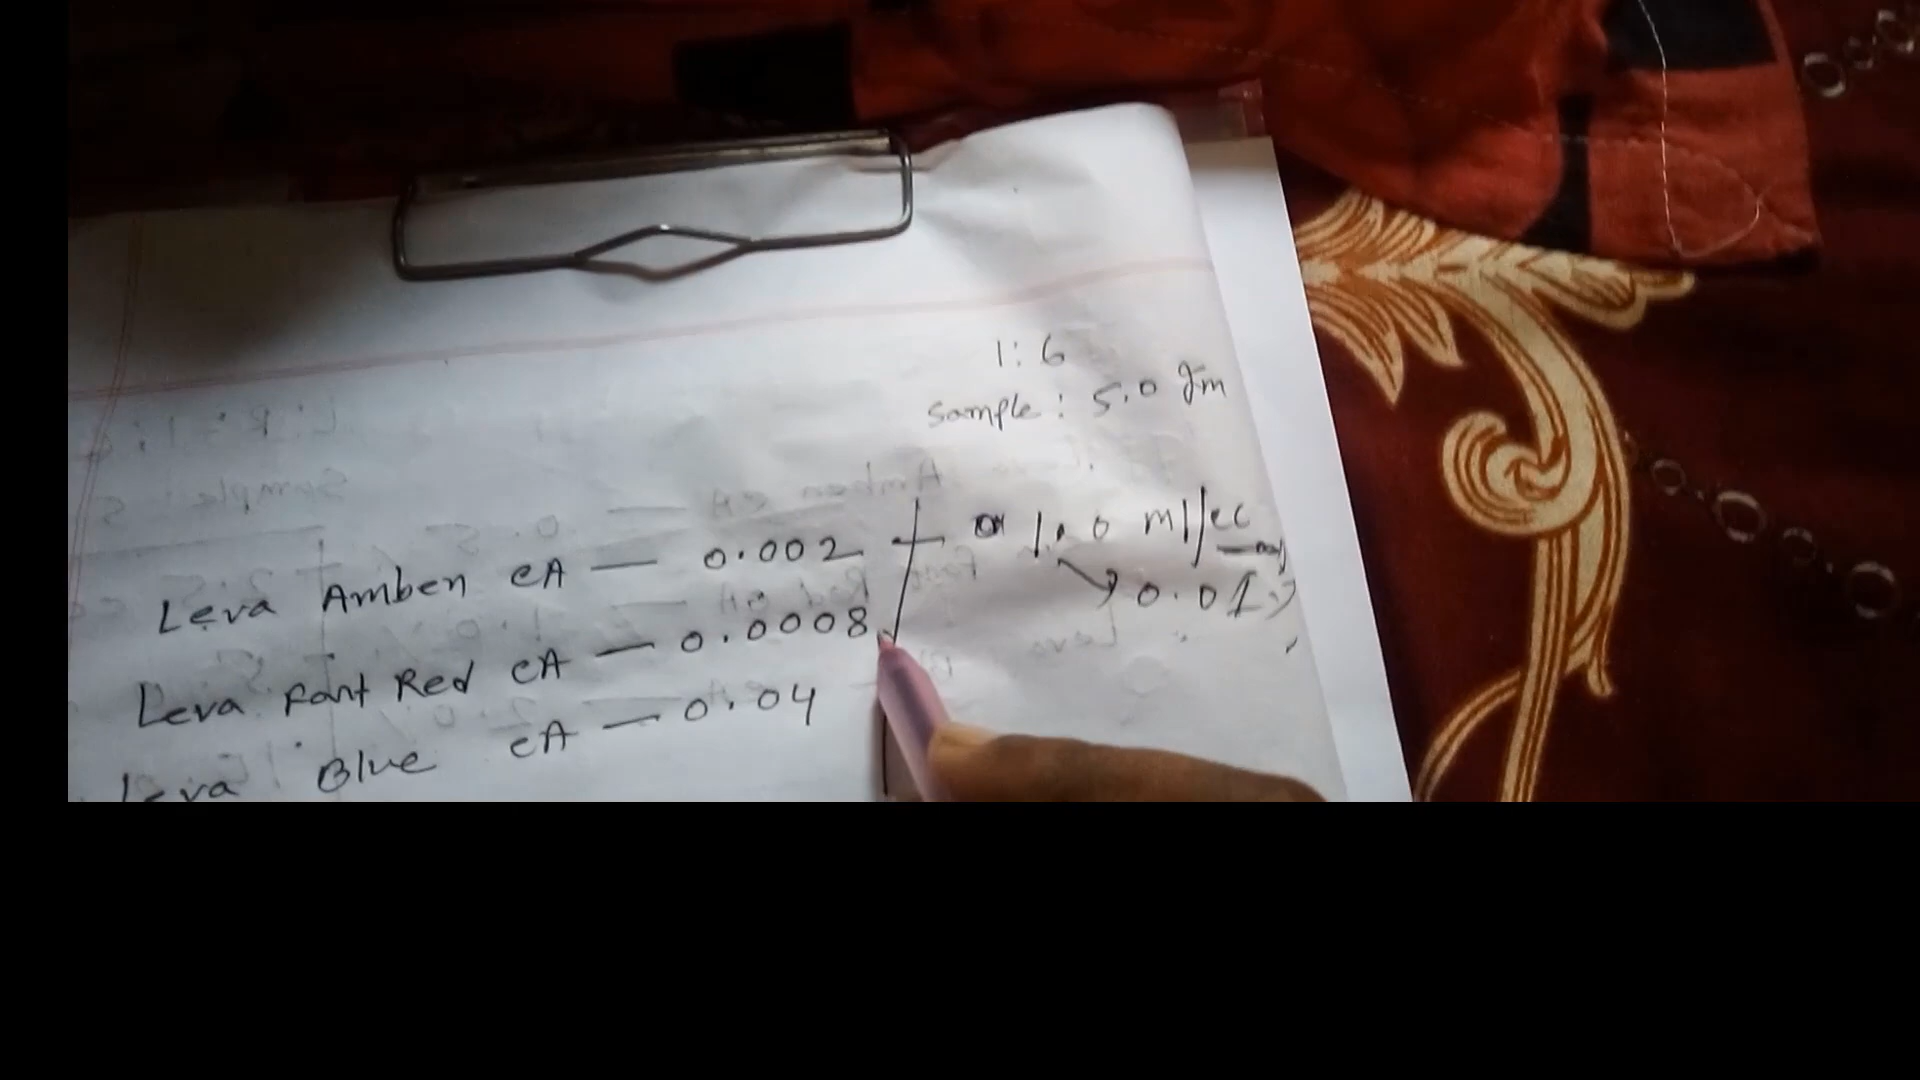 1:6
Sample: 5.0 gm
Leva Amben CA — 0.002 1.0 ml/cc
0.01
Leva Fant Red CA — 0.0008
Leva Blue CA — 0.04